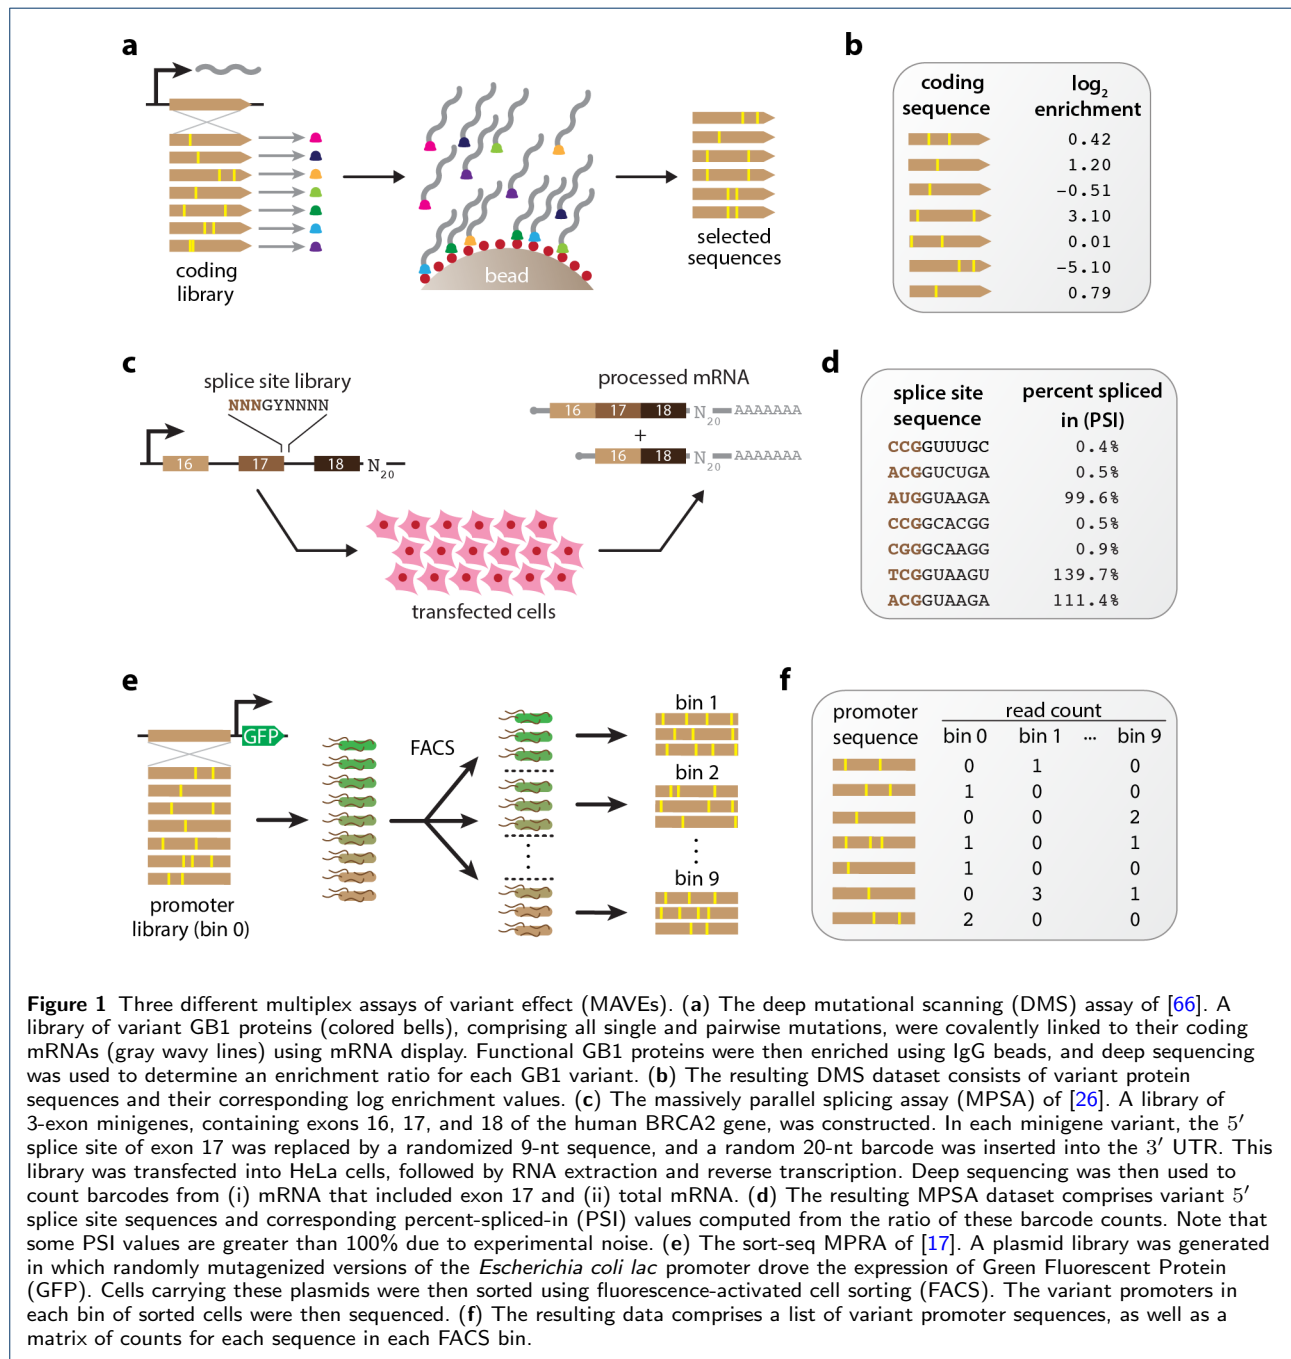 a
coding
library
bead
selected
sequences
b
coding
sequence
log2
enrichment
0.42
1.20
-0.51
3.10
0.01
-5.10
0.79
c
splice site library
NNNGYNNNN
16 17 18 N20
processed mRNA
16 17 18 N20 AAAAAAA
+
16 18 N20 AAAAAAA
transfected cells
d
splice site
sequence
percent spliced
in (PSI)
CCGGUUUGC 0.4%
ACGGUCUGA 0.5%
AUGGUAAGA 99.6%
CCGGCACGG 0.5%
CGGGCAAGG 0.9%
TCGGUAAGU 139.7%
ACGGUAAGA 111.4%
e
GFP
promoter
library (bin 0)
FACS
bin 1
bin 2
bin 9
f
promoter
sequence
read count
bin 0 bin 1 ... bin 9
0 1 0
1 0 0
0 0 2
1 0 1
1 0 0
0 3 1
2 0 0
Figure 1 Three different multiplex assays of variant effect (MAVEs). (a) The deep mutational scanning (DMS) assay of [66]. A
library of variant GB1 proteins (colored bells), comprising all single and pairwise mutations, were covalently linked to their coding
mRNAs (gray wavy lines) using mRNA display. Functional GB1 proteins were then enriched using IgG beads, and deep sequencing
was used to determine an enrichment ratio for each GB1 variant. (b) The resulting DMS dataset consists of variant protein
sequences and their corresponding log enrichment values. (c) The massively parallel splicing assay (MPSA) of [26]. A library of
3-exon minigenes, containing exons 16, 17, and 18 of the human BRCA2 gene, was constructed. In each minigene variant, the 5′
splice site of exon 17 was replaced by a randomized 9-nt sequence, and a random 20-nt barcode was inserted into the 3′ UTR. This
library was transfected into HeLa cells, followed by RNA extraction and reverse transcription. Deep sequencing was then used to
count barcodes from (i) mRNA that included exon 17 and (ii) total mRNA. (d) The resulting MPSA dataset comprises variant 5′
splice site sequences and corresponding percent-spliced-in (PSI) values computed from the ratio of these barcode counts. Note that
some PSI values are greater than 100% due to experimental noise. (e) The sort-seq MPRA of [17]. A plasmid library was generated
in which randomly mutagenized versions of the Escherichia coli lac promoter drove the expression of Green Fluorescent Protein
(GFP). Cells carrying these plasmids were then sorted using fluorescence-activated cell sorting (FACS). The variant promoters in
each bin of sorted cells were then sequenced. (f) The resulting data comprises a list of variant promoter sequences, as well as a
matrix of counts for each sequence in each FACS bin.